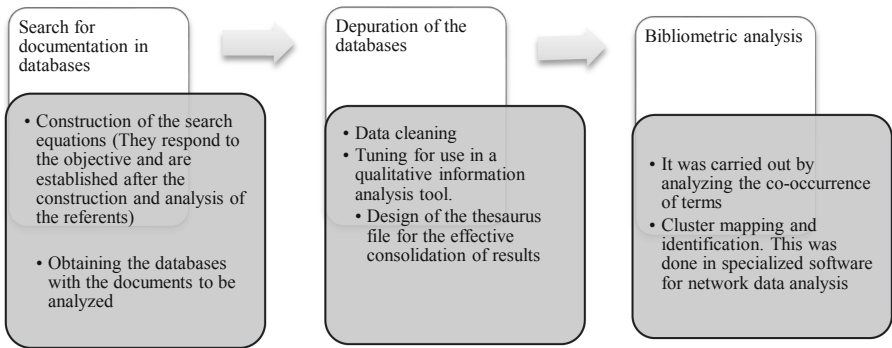 Search for
documentation in
databases
• Construction of the search
equations (They respond
to the objective and are
established after the
construction and analysis of
the referents)
• Obtaining the databases
with the documents to be
analyzed
Depuration of the
databases
• Data cleaning
• Tuning for use in a
qualitative information
analysis tool.
• Design of the thesaurus
file for the effective
consolidation of results
Bibliometric analysis
• It was carried out by
analyzing the co-occurrence
of terms
• Cluster mapping and
identification. This was
done in specialized software
for network data analysis